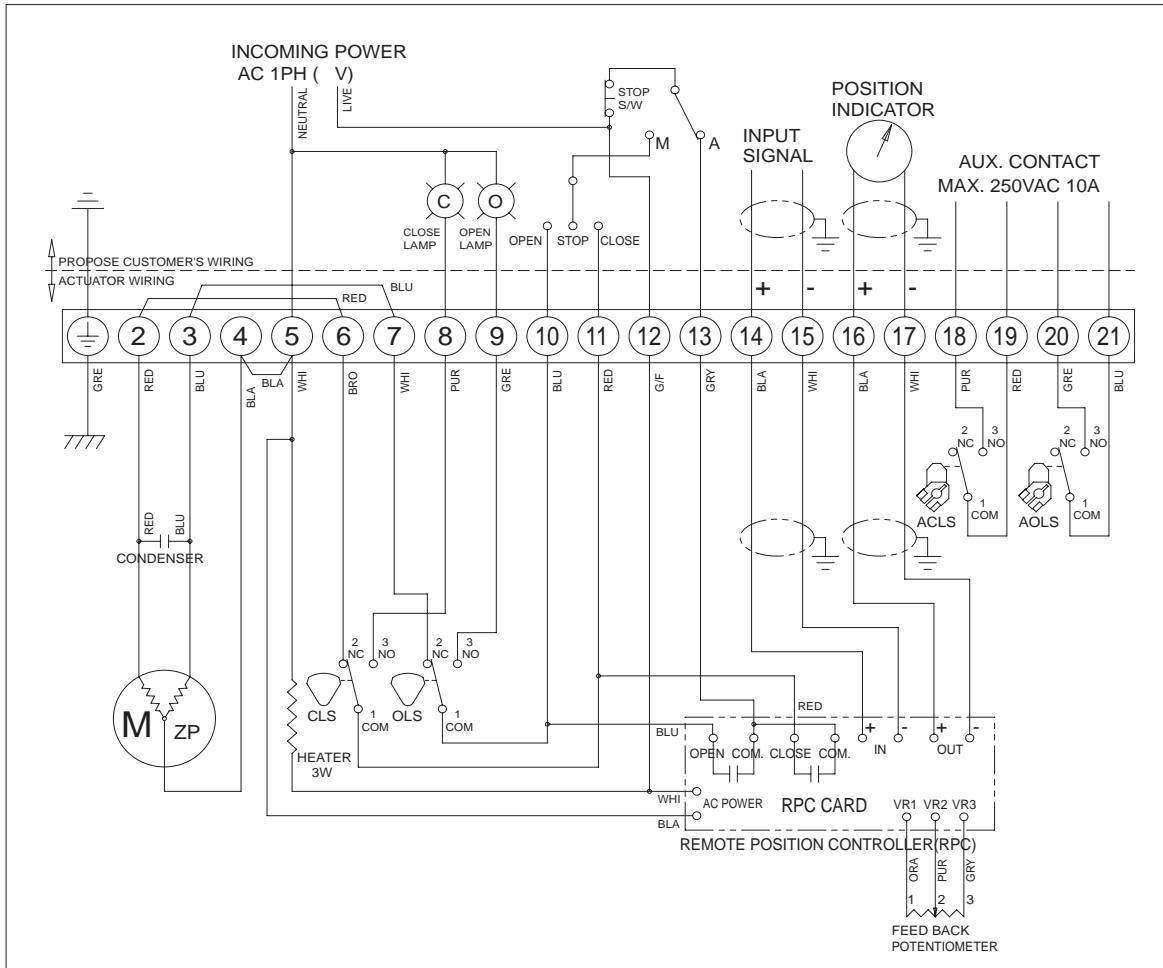 INCOMING POWER
AC 1PH ( V)
NEUTRAL
LIVE
STOP
S/W
M
A
INPUT
SIGNAL
POSITION
INDICATOR
AUX. CONTACT
MAX. 250VAC 10A
C
O
CLOSE
LAMP
OPEN
LAMP
OPEN
STOP
CLOSE
PROPOSE CUSTOMER'S WIRING
ACTUATOR WIRING
BLU
RED
+
-
+
-
2
3
4
5
6
7
8
9
10
11
12
13
14
15
16
17
18
19
20
21
GRE
RED
BLU
BLA
BLA
WHI
BRO
WHI
PUR
GRE
BLU
RED
G/F
GRY
BLA
WHI
BLA
WHI
PUR
RED
GRE
BLU
2
NC
3
NO
1
COM
ACLS
2
NC
3
NO
1
COM
AOLS
RED
BLU
CONDENSER
M
ZP
HEATER
3W
2
NC
3
NO
1
COM
CLS
2
NC
3
NO
1
COM
OLS
BLU
RED
OPEN
COM.
CLOSE
COM.
+
-
IN
+
-
OUT
WHI
BLA
AC POWER
RPC CARD
VR1
VR2
VR3
REMOTE POSITION CONTROLLER(RPC)
ORA
PUR
GRY
1
2
3
FEED BACK
POTENTIOMETER